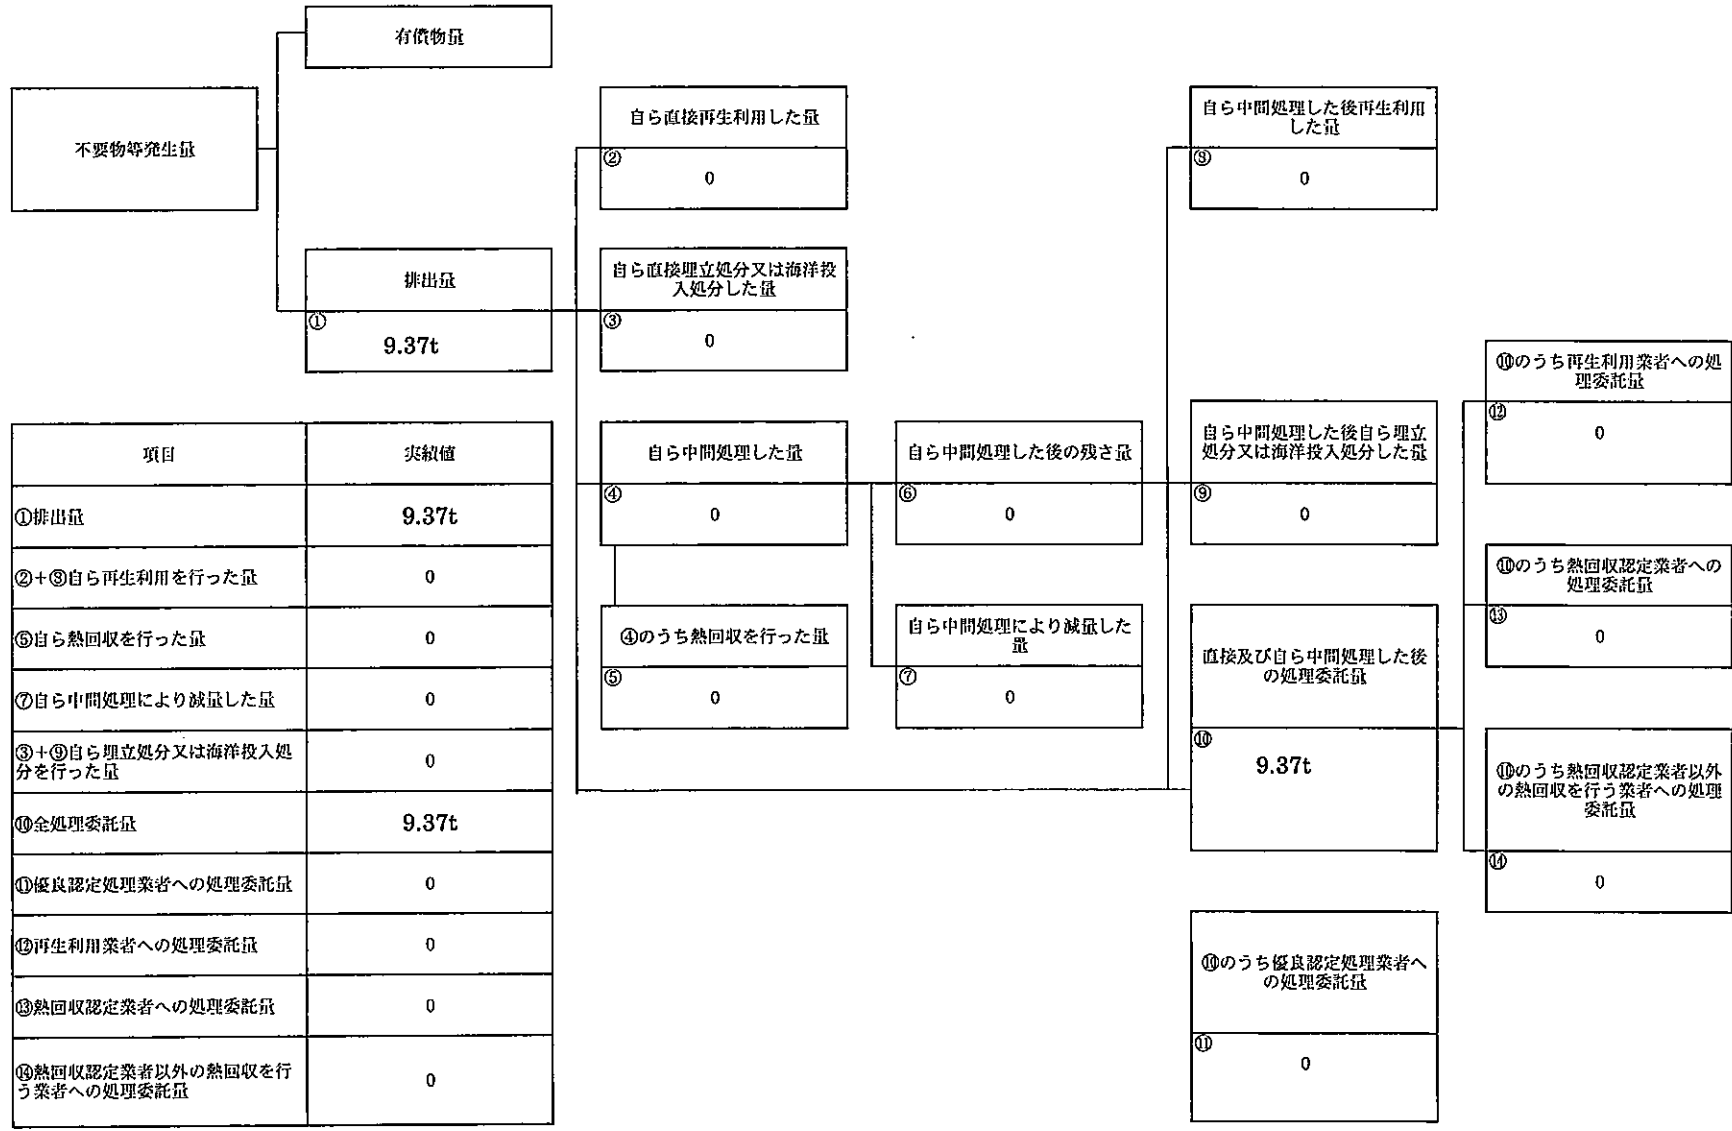 有償物量
不要物等発生量
排出量
①
9.37t
自ら直接再生利用した量
②
0
自ら直接埋立処分又は海洋投
入処分した量
③
0
自ら中間処理した量
④
0
④のうち熱回収を行った量
⑤
0
自ら中間処理した後の残さ量
⑥
0
自ら中間処理により減量した
量
⑦
0
自ら中間処理した後再生利用
した量
⑧
0
自ら中間処理した後自ら埋立
処分又は海洋投入処分した量
⑨
0
直接及び自ら中間処理した後
の処理委託量
⑩
9.37t
⑩のうち優良認定処理業者へ
の処理委託量
⑪
0
⑩のうち再生利用業者への処
理委託量
⑫
0
⑩のうち熱回収認定業者への
処理委託量
⑬
0
⑩のうち熱回収認定業者以外
の熱回収を行う業者への処理
委託量
⑭
0
項目 実績値
①排出量 9.37t
②+⑧自ら再生利用を行った量 0
⑤自ら熱回収を行った量 0
⑦自ら中間処理により減量した量 0
③+⑨自ら埋立処分又は海洋投入処
分を行った量 0
⑩全処理委託量 9.37t
⑪優良認定処理業者への処理委託量 0
⑫再生利用業者への処理委託量 0
⑬熱回収認定業者への処理委託量 0
⑭熱回収認定業者以外の熱回収を行
う業者への処理委託量 0